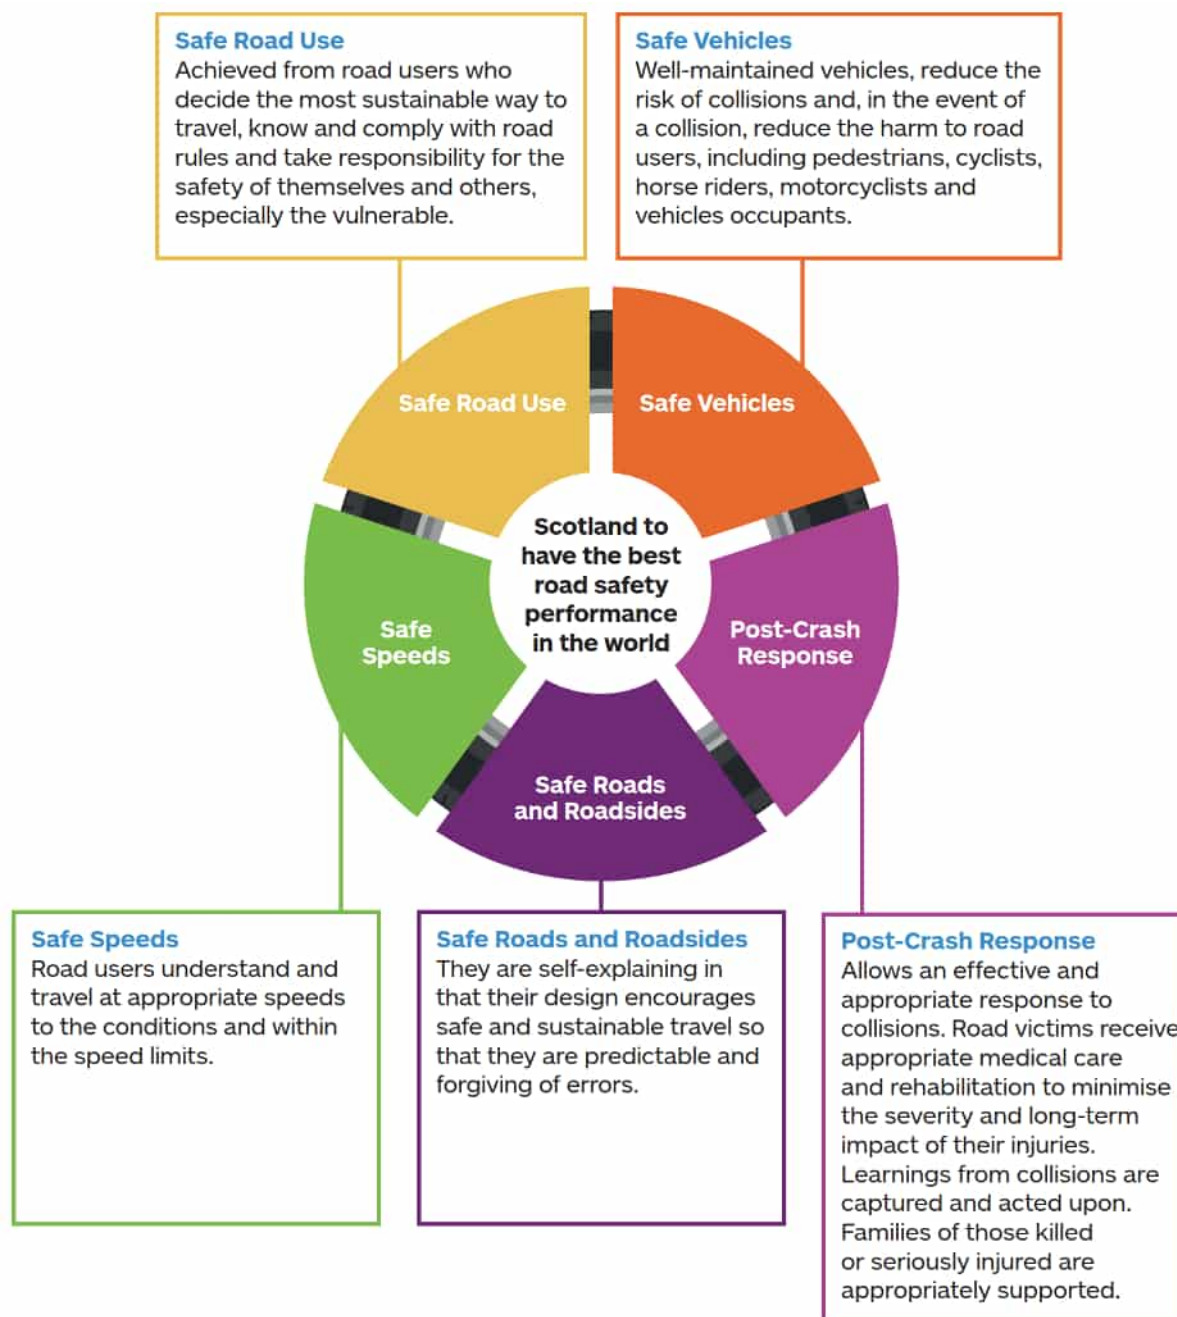 Safe Road Use
Achieved from road users who
decide the most sustainable way to
travel, know and comply with road
rules and take responsibility for the
safety of themselves and others,
especially the vulnerable.
Safe Vehicles
Well-maintained vehicles, reduce the
risk of collisions and, in the event of
a collision, reduce the harm to road
users, including pedestrians, cyclists,
horse riders, motorcyclists and
vehicles occupants.
Safe Road Use
Safe Vehicles
Scotland to
have the best
road safety
performance
in the world
Safe
Speeds
Post-Crash
Response
Safe Roads
and Roadsides
Safe Speeds
Road users understand and
travel at appropriate speeds
to the conditions and within
the speed limits.
Safe Roads and Roadsides
They are self-explaining in
that their design encourages
safe and sustainable travel so
that they are predictable and
forgiving of errors.
Post-Crash Response
Allows an effective and
appropriate response to
collisions. Road victims receive
appropriate medical care
and rehabilitation to minimise
the severity and long-term
impact of their injuries.
Learnings from collisions are
captured and acted upon.
Families of those killed
or seriously injured are
appropriately supported.